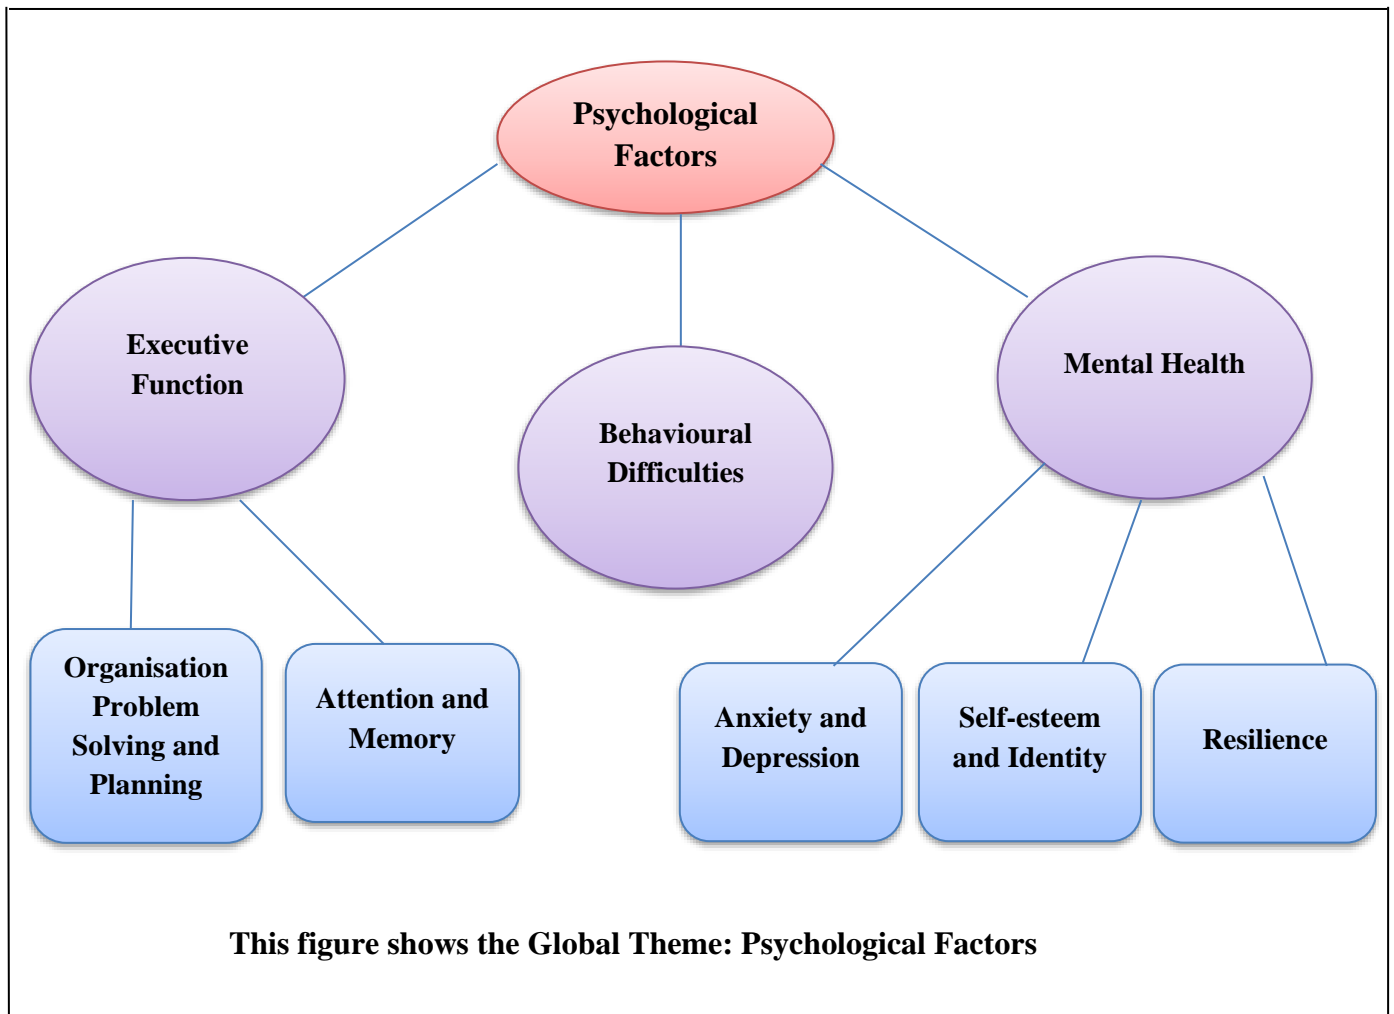 Psychological
Factors
Executive
Function
Behavioural
Difficulties
Mental Health
Organisation
Problem
Solving and
Planning
Attention and
Memory
Anxiety and
Depression
Self-esteem
and Identity
Resilience
This figure shows the Global Theme: Psychological Factors